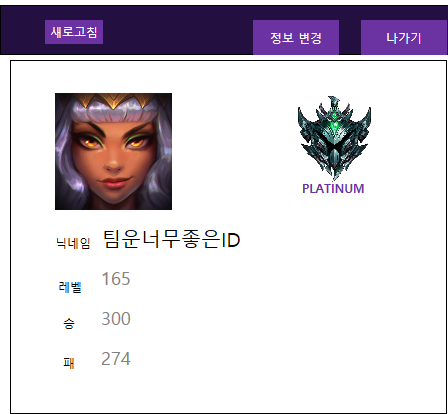 새로고침 정보 변경 나가기
PLATINUM
닉네임 팀운너무좋은ID
레벨 165
승 300
패 274